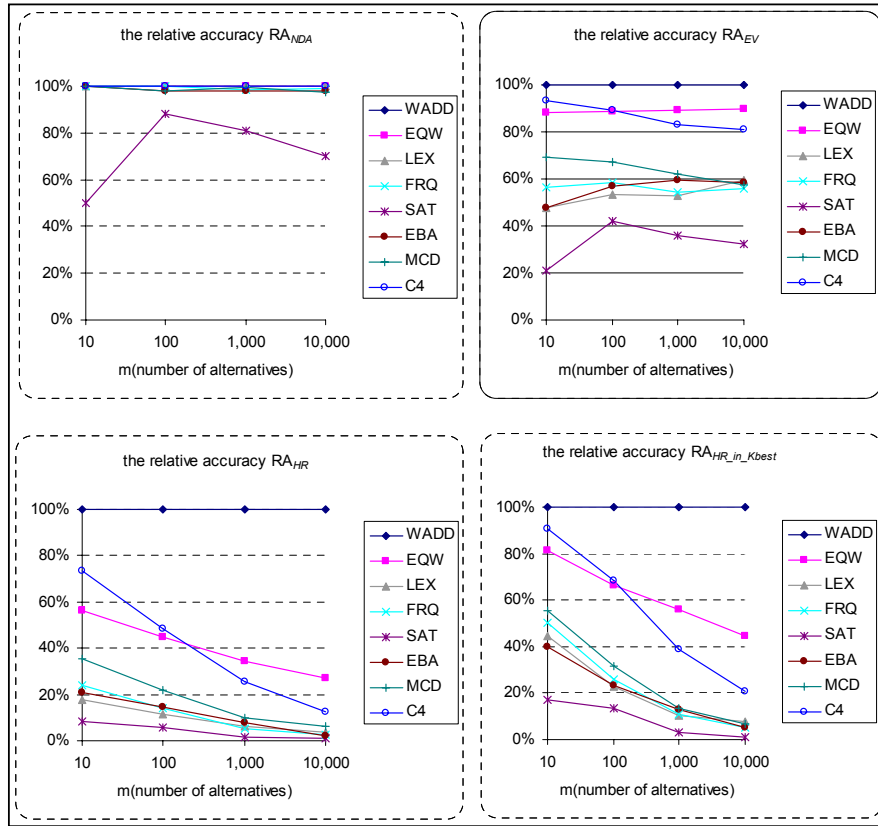 the relative accuracy RA_NDA
100%
80%
60%
40%
20%
0%
10 100 1,000 10,000
m(number of alternatives)
WADD
EQW
LEX
FRQ
SAT
EBA
MCD
C4
the relative accuracy RA_EV
100%
80%
60%
40%
20%
0%
10 100 1,000 10,000
m(number of alternatives)
WADD
EQW
LEX
FRQ
SAT
EBA
MCD
C4
the relative accuracy RA_HR
100%
80%
60%
40%
20%
0%
10 100 1,000 10,000
m(number of alternatives)
WADD
EQW
LEX
FRQ
SAT
EBA
MCD
C4
the relative accuracy RA_HR_in_Kbest
100%
80%
60%
40%
20%
0%
10 100 1,000 10,000
m(number of alternatives)
WADD
EQW
LEX
FRQ
SAT
EBA
MCD
C4